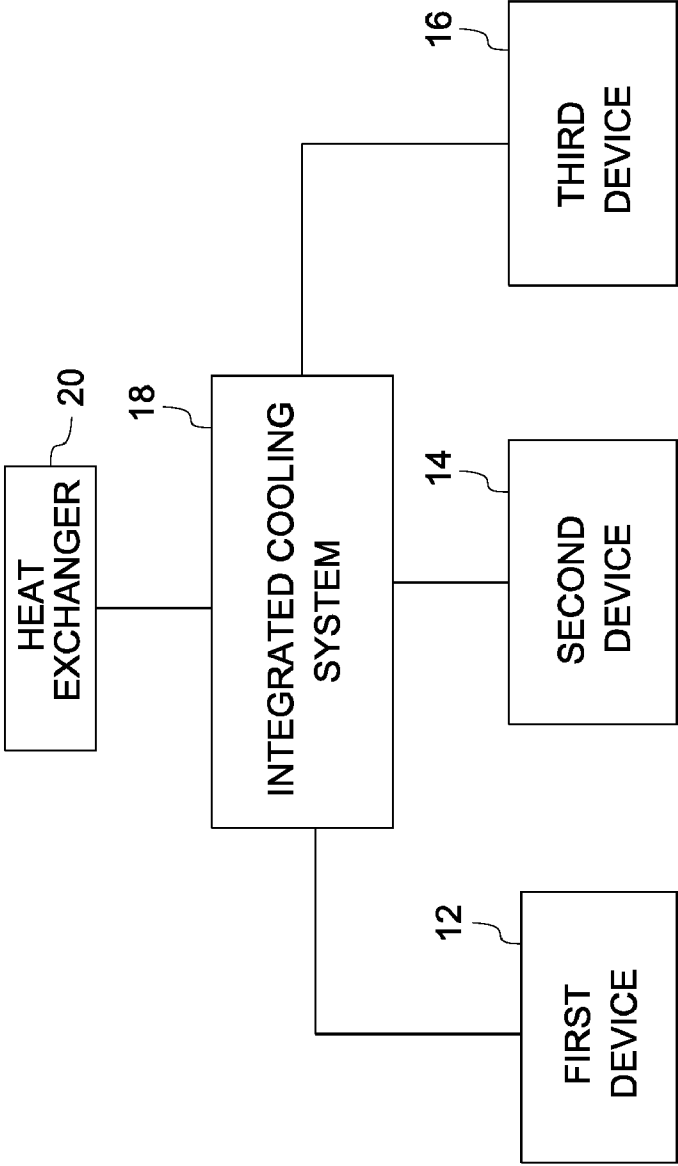 20
HEAT
EXCHANGER
18
INTEGRATED COOLING
SYSTEM
12
FIRST
DEVICE
14
SECOND
DEVICE
16
THIRD
DEVICE